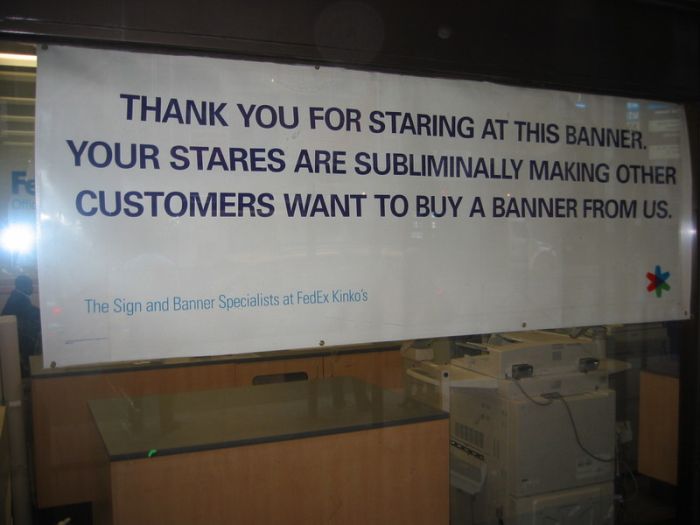 THANK YOU FOR STARING AT THIS BANNER.
YOUR STARES ARE SUBLIMINALLY MAKING OTHER
CUSTOMERS WANT TO BUY A BANNER FROM US.
The Sign and Banner Specialists at FedEx Kinko's